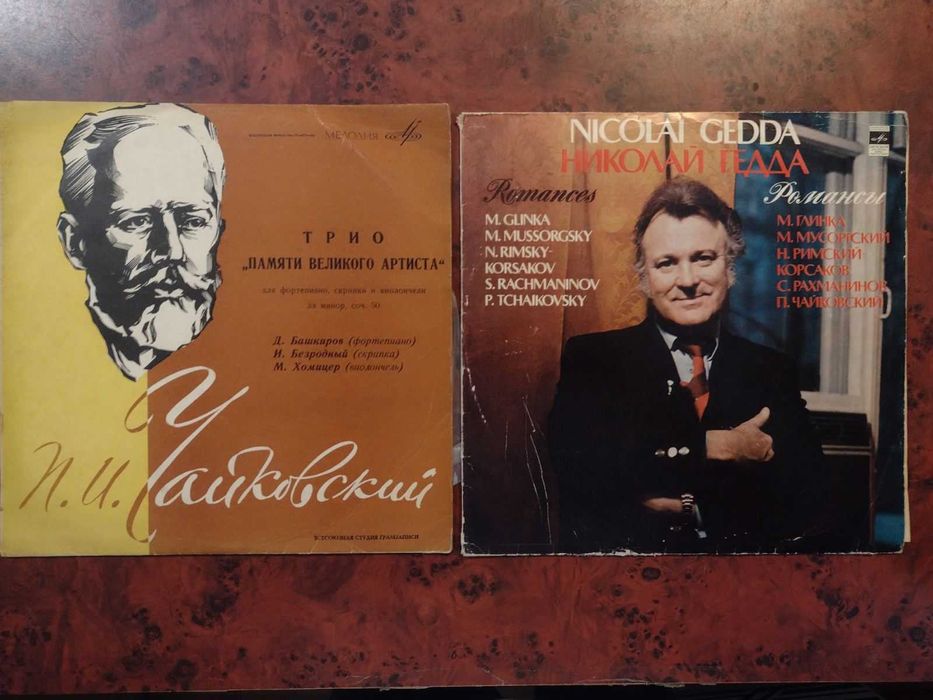 МЕЛОДИЯ
ТРИО
„ПАМЯТИ ВЕЛИКОГО АРТИСТА“
для фортепиано, скрипки и виолончели
ля минор, соч. 50
Д. Башкиров (фортепиано)
И. Безродный (скрипка)
М. Хомицер (виолончель)
П. И. Чайковский
ВСЕСОЮЗНАЯ СТУДИЯ ГРАМЗАПИСИ
NICOLAI GEDDA
НИКОЛАЙ ГЕДДА
Romances
M. GLINKA
M. MUSSORGSKY
N. RIMSKY-
KORSAKOV
S. RACHMANINOV
P. TCHAIKOVSKY
Романсы
М. ГЛИНКА
М. МУСОРГСКИЙ
Н. РИМСКИЙ-
КОРСАКОВ
С. РАХМАНИНОВ
П. ЧАЙКОВСКИЙ